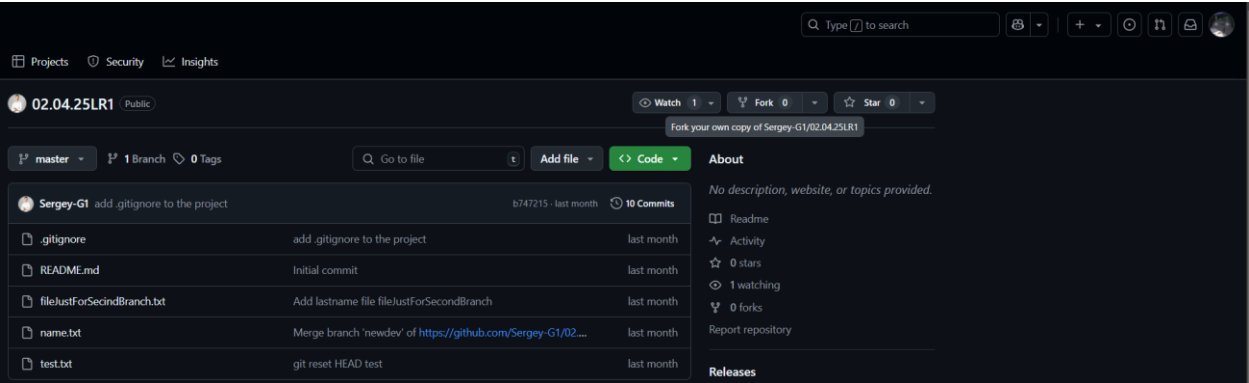 Type / to search
Projects Security Insights
02.04.25LR1 Public
Watch 1 Fork 0 Star 0
Fork your own copy of Sergey-G1/02.04.25LR1
master 1 Branch 0 Tags Go to file t Add file Code
About
No description, website, or topics provided.
Sergey-G1 add .gitignore to the project b747215 · last month 10 Commits
Readme
.gitignore add .gitignore to the project last month
Activity
0 stars
README.md Initial commit last month
1 watching
fileJustForSecindBranch.txt Add lastname file fileJustForSecondBranch last month
0 forks
name.txt Merge branch 'newdev' of https://github.com/Sergey-G1/02.... last month
Report repository
test.txt git reset HEAD test last month
Releases